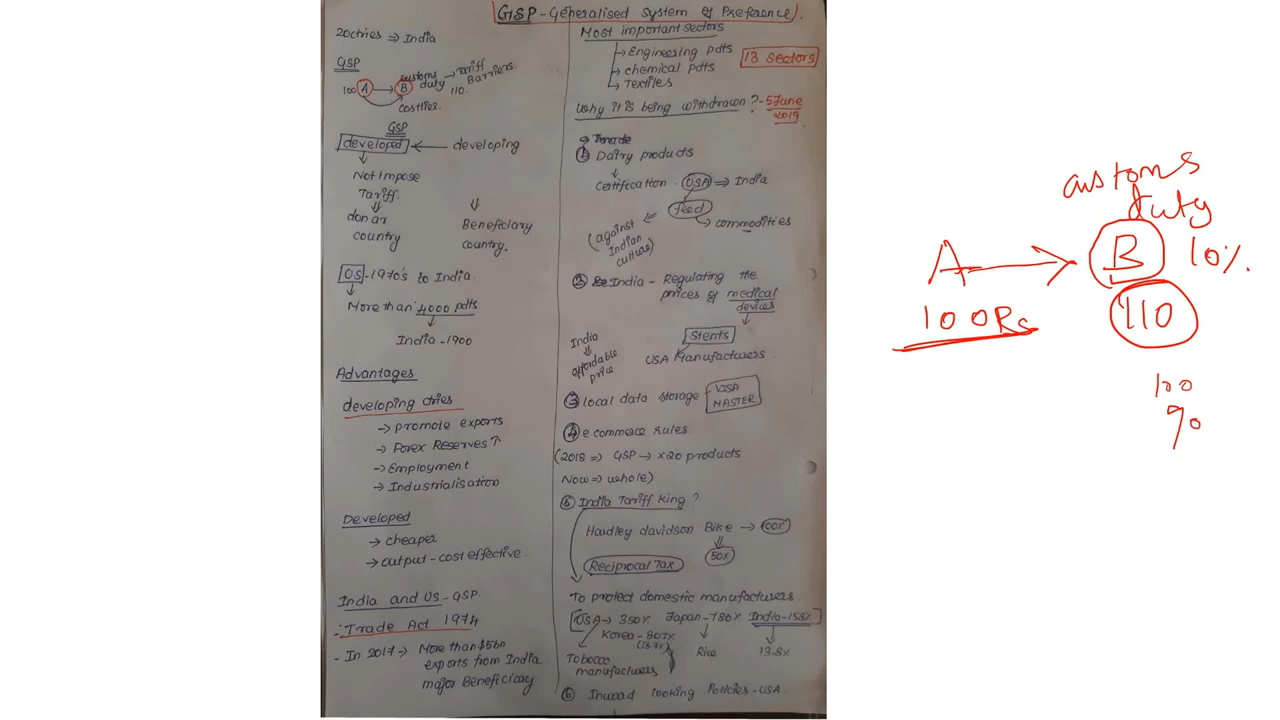 GSP - Generalised System of Preference
20ctries ⇒ India
GSP
100 A → B customs duty → Tariff Barriers.
110.
costlier.
GSP
developed ← developing
Not Impose
Tariff.
⇓
donar
country
⇓
Beneficiary
country.
US - 1970's to India
More than 4000 pdts
India - 1900
Advantages
developing ctries
→ promote exports
→ Forex Reserves ↑
→ Employment
→ Industrialisation
Developed
→ cheaper
→ output - cost effective
India and US - GSP.
Trade Act 1974
- In 2017 → More than $5bn
exports from India
major Beneficiary
Most important sectors
→ Engineering pdts
→ chemical pdts
→ Textiles
13 sectors
Why it is being withdrawn? - 5 June
2019
① Dairy products
Certification. USA ⇒ India
feed
→ commodities
(against
Indian
culture)
② India - Regulating the
prices of medical
devices
Stents
India
⇓
affordable
price
USA Manufacturers
③ local data storage - VISA
MASTER
④ e commerce rules
(2018 ⇒ GSP → x20 products
Now ⇒ whole)
⑤ India Tariff King?
Hardley davidson Bike → 100%
⇓
50%
Reciprocal Tax
To protect domestic manufacturers
USA → 350% Japan - 736% India - 158%
Korea - 807%
Rice
13.8%
Tobacco
manufacturers
⑥ Inward looking Policies - USA.
customs
duty
A → B 10%.
100Rs 110
100
90